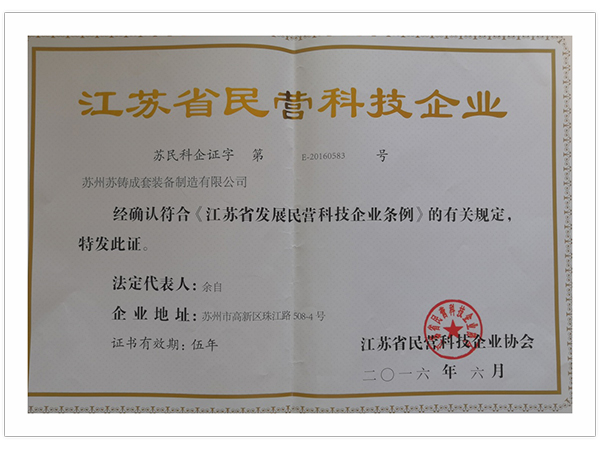 江苏省民营科技企业
苏民科企证字 第 E-20160583 号
苏州苏铸成套装备制造有限公司
经确认符合《江苏省发展民营科技企业条例》的有关规定，
特发此证。
法定代表人：余自
企业地址：苏州市高新区珠江路 508-4 号
证书有效期：伍年
江苏省民营科技企业协会
二〇一六 年 六 月